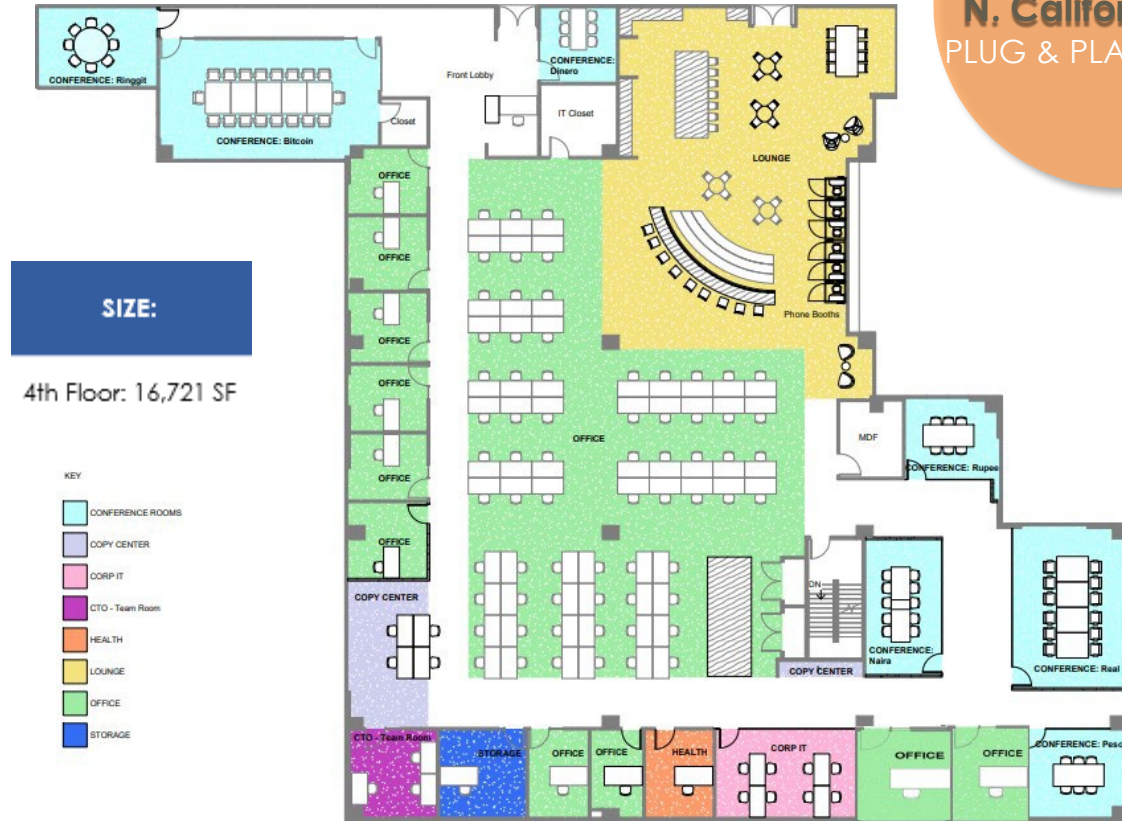 N. Califor
PLUG & PLA
CONFERENCE: Ringgit
CONFERENCE: Bitcoin
Closet
Front Lobby
CONFERENCE:
Dinero
IT Closet
LOUNGE
Phone Booths
OFFICE
OFFICE
OFFICE
OFFICE
OFFICE
OFFICE
OFFICE
SIZE:
4th Floor: 16,721 SF
MDF
CONFERENCE: Rupee
COPY CENTER
DN
CONFERENCE:
Naira
COPY CENTER
CONFERENCE: Real
CTO - Team Room
STORAGE
OFFICE
OFFICE
HEALTH
CORP IT
OFFICE
OFFICE
CONFERENCE: Peso
KEY
CONFERENCE ROOMS
COPY CENTER
CORP IT
CTO - Team Room
HEALTH
LOUNGE
OFFICE
STORAGE